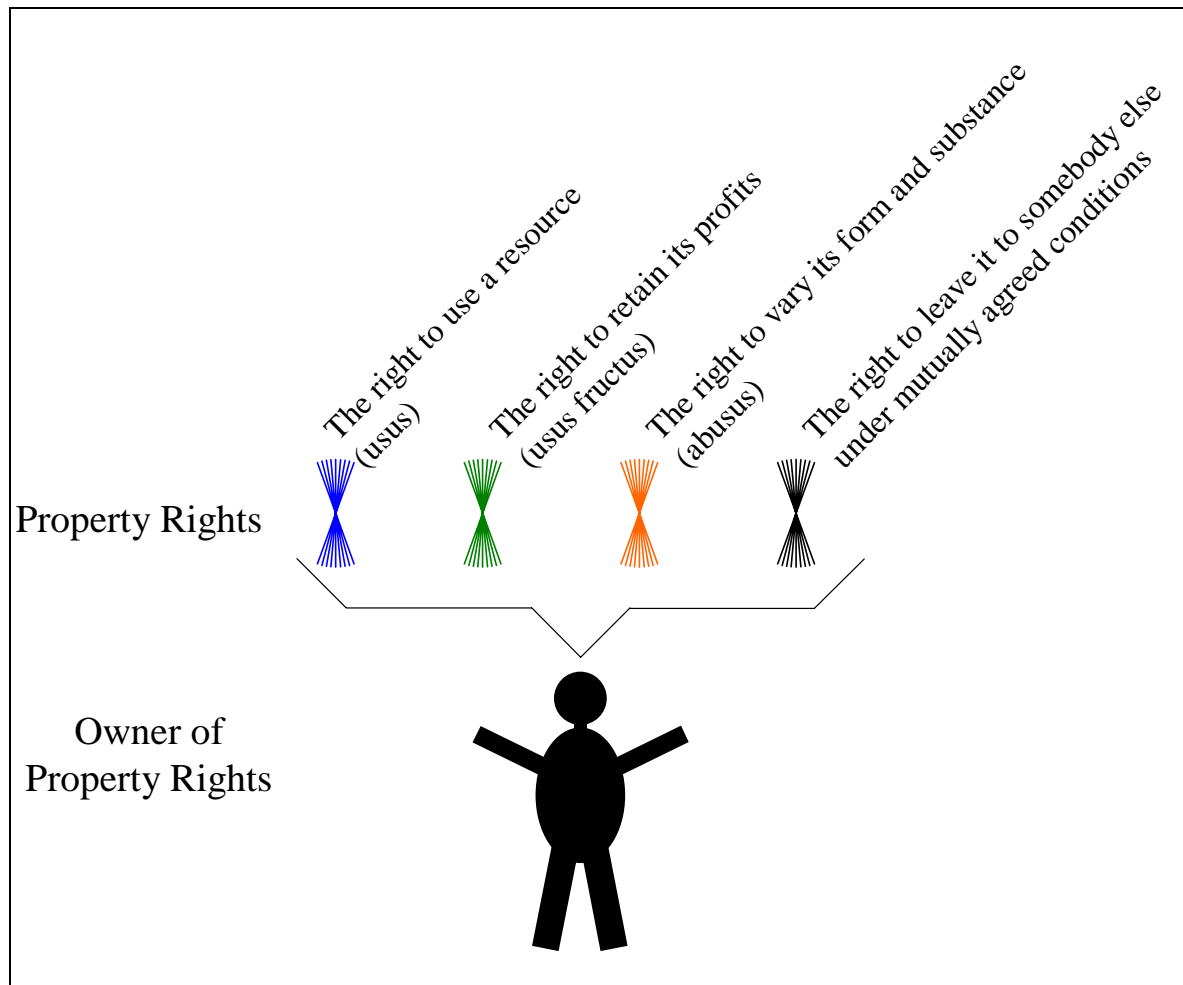 The right to use a resource
(usus)
The right to retain its profits
(usus fructus)
The right to vary its form and substance
(abusus)
The right to leave it to somebody else
under mutually agreed conditions
Property Rights
Owner of
Property Rights